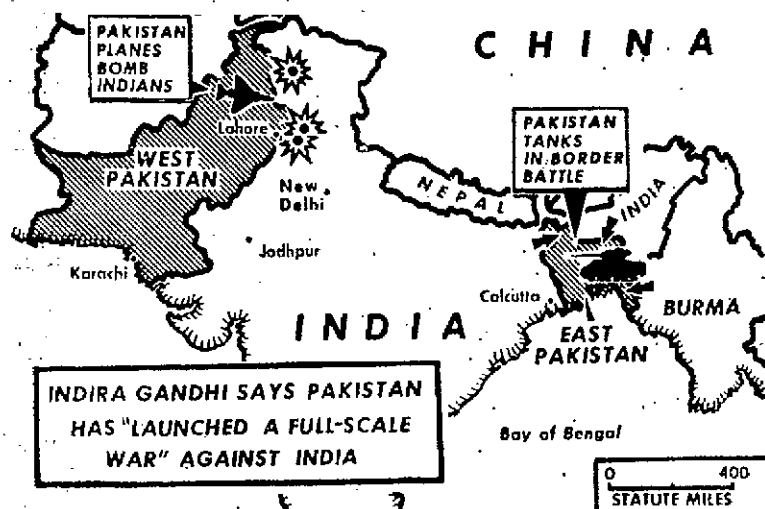 PAKISTAN
PLANES
BOMB
INDIANS
CHINA
Lahore
WEST
PAKISTAN
New
Delhi
NEPAL
PAKISTAN
TANKS
IN BORDER
BATTLE
INDIA
Jodhpur
Karachi
Calcutta
BURMA
INDIA
EAST
PAKISTAN
INDIRA GANDHI SAYS PAKISTAN
HAS "LAUNCHED A FULL-SCALE
WAR" AGAINST INDIA
Bay of Bengal
0 400
STATUTE MILES